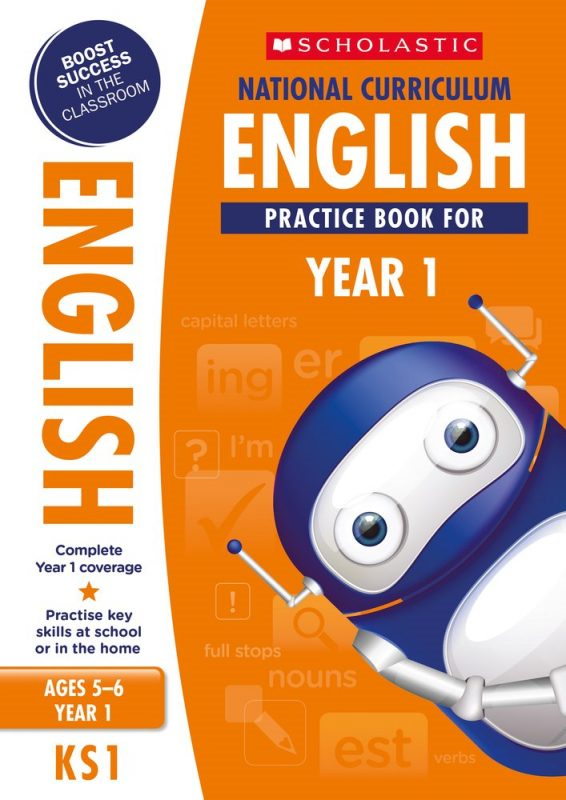 BOOST
SUCCESS
IN THE
CLASSROOM
SCHOLASTIC
NATIONAL CURRICULUM
ENGLISH
PRACTICE BOOK FOR
YEAR 1
ENGLISH
capital letters
ing
er
?
I'm
!
full stops
nouns
est
verbs
Complete
Year 1 coverage
Practise key
skills at school
or in the home
AGES 5–6
YEAR 1
KS1